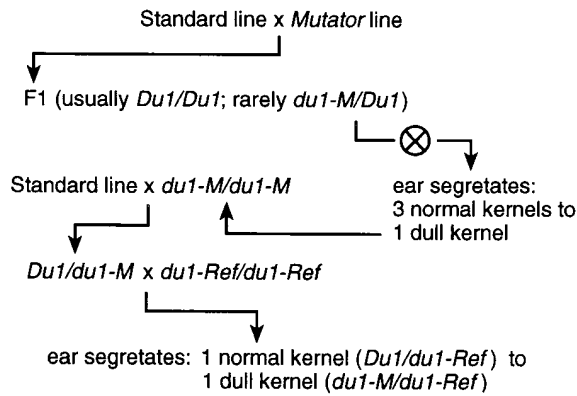 Standard line x Mutator line
F1 (usually Du1/Du1; rarely du1-M/Du1)
ear segretates:
3 normal kernels to
1 dull kernel
Standard line x du1-M/du1-M
Du1/du1-M x du1-Ref/du1-Ref
ear segretates: 1 normal kernel (Du1/du1-Ref) to
1 dull kernel (du1-M/du1-Ref)